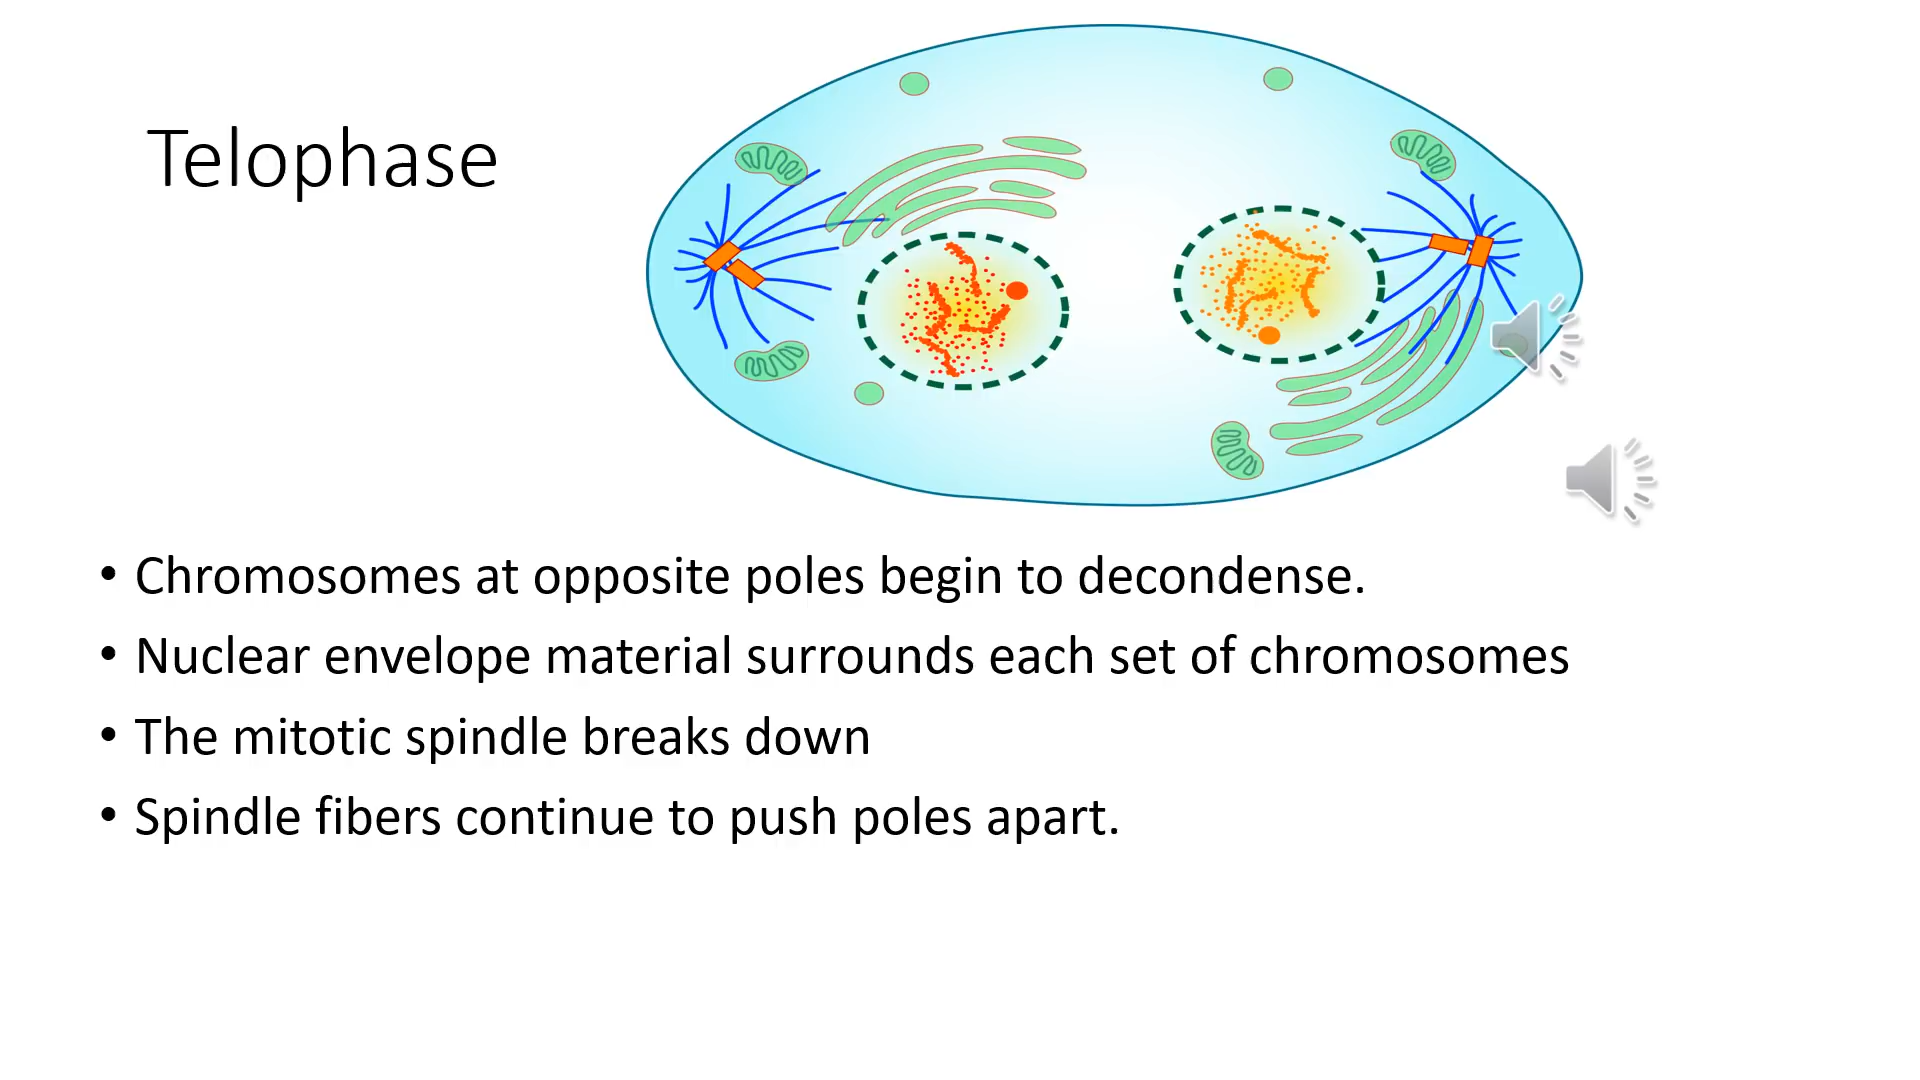 Telophase
• Chromosomes at opposite poles begin to decondense.
• Nuclear envelope material surrounds each set of chromosomes
• The mitotic spindle breaks down
• Spindle fibers continue to push poles apart.